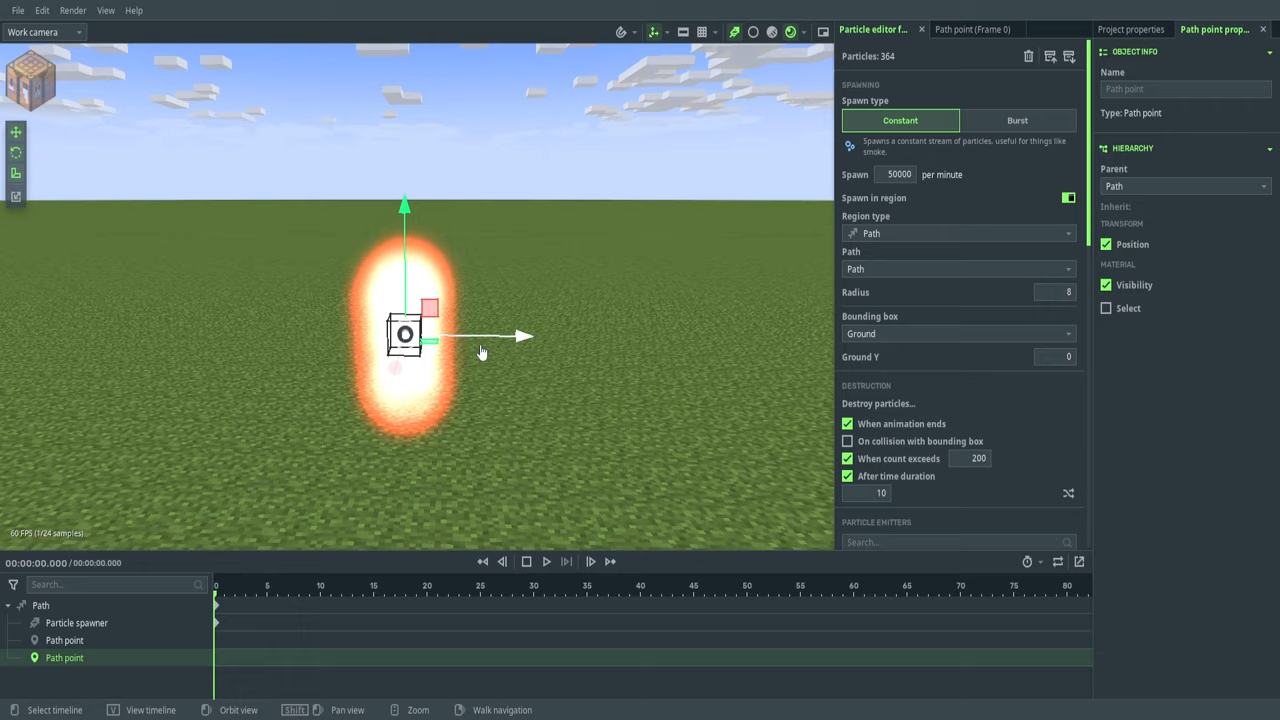 File Edit Render View Help
Work camera
Particle editor f...
Path point (Frame 0)
Project properties
Path point prop...
Particles: 364
SPAWNING
Spawn type
Constant
Burst
Spawns a constant stream of particles, useful for things like
smoke.
Spawn 50000 per minute
Spawn in region
Region type
Path
Path
Path
Radius 8
Bounding box
Ground
Ground Y 0
DESTRUCTION
Destroy particles...
When animation ends
On collision with bounding box
When count exceeds 200
After time duration
10
PARTICLE EMITTERS
Search...
OBJECT INFO
Name
Path point
Type: Path point
HIERARCHY
Parent
Path
Inherit:
TRANSFORM
Position
MATERIAL
Visibility
Select
60 FPS (1/24 samples)
00:00:00.000 / 00:00:00.000
Search...
0 5 10 15 20 25 30 35 40 45 50 55 60 65 70 75 80
Path
Particle spawner
Path point
Path point
Select timeline
V View timeline
Orbit view
Shift Pan view
Zoom
Walk navigation